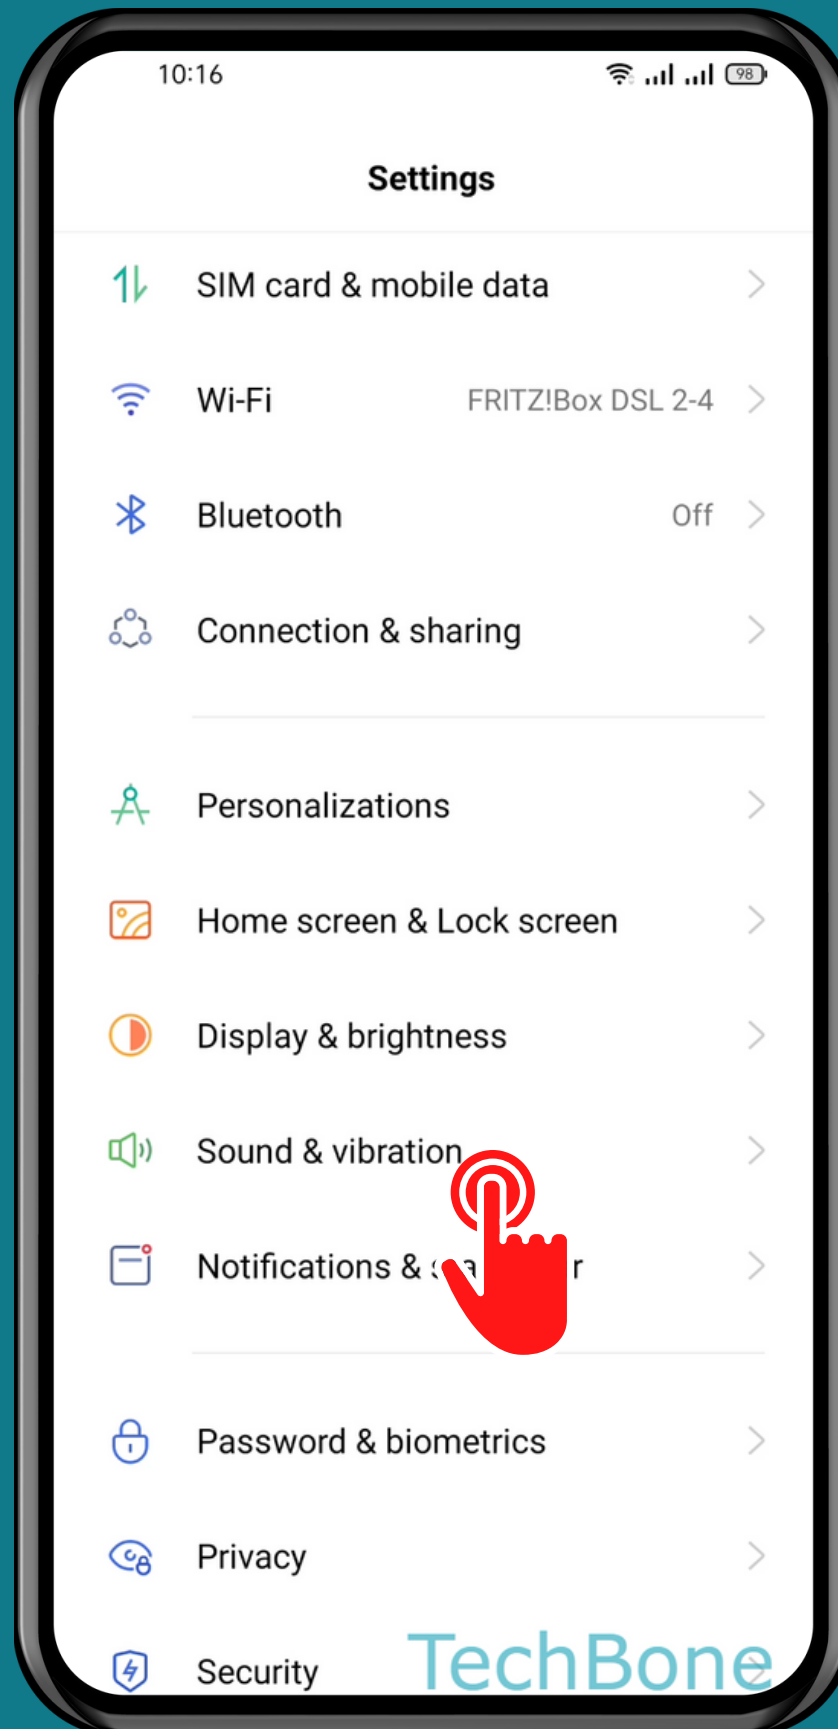 10:16 98
Settings
SIM card & mobile data
Wi-Fi FRITZ!Box DSL 2-4
Bluetooth Off
Connection & sharing
Personalizations
Home screen & Lock screen
Display & brightness
Sound & vibration
Notifications &
Password & biometrics
Privacy
Security
TechBone